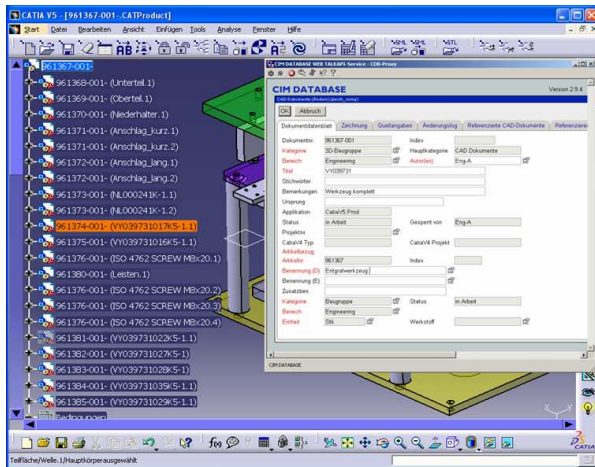 CATIA V5 - [961367-001-.CATProduct]
Start Datei Bearbeiten Ansicht Einfügen Tools Analyse Fenster Hilfe
961367-001-
961368-001- (Unterteil.1)
961369-001- (Oberteil.1)
961370-001- (Niederhalter.1)
961371-001- (Anschlag_kurz.1)
961371-001- (Anschlag_kurz.2)
961372-001- (Anschlag_lang.1)
961372-001- (Anschlag_lang.2)
961373-001- (NL000241K-1.1)
961373-001- (NL000241K-1.2)
961374-001- (VY039731017K5-1.1)
961375-001- (VY039731016K5-1.1)
961376-001- (ISO 4762 SCREW M8x20.1)
961380-001- (Leisten.1)
961376-001- (ISO 4762 SCREW M8x20.2)
961376-001- (ISO 4762 SCREW M8x20.3)
961376-001- (ISO 4762 SCREW M8x20.4)
961381-001- (VY039731022K5-1.1)
961382-001- (VY039731027K5-1)
961383-001- (VY039731028K5-1)
961384-001- (VY039731035K5-1.1)
961385-001- (VY039731029K5-1.1)
Bedingungen
CIM DATABASE WEB TALEAPI-Service - CDB-Proxy
CIM DATABASE Version 2.9.4
OK Abbruch
Dokumentdatenblatt Zeichnung Quellangaben Änderungslog Referenzierte CAD-Dokumente
Dokumentnr 961367-001 Index
Kategorie 3D-Baugruppe Hauptkategorie CAD Dokumente
Bereich Engineering Autor(en) Eng-A
Titel VY039731
Stichwörter
Bemerkungen Werkzeug komplett
Ursprung
Applikation CatiaV5:Prod
Status in Arbeit Gesperrt von Eng-A
Projektnr
CatiaV4 Typ CatiaV4 Projekt
Artikelbezug
Artikelnr. 961367 Index
Benennung (D) Entgratwerkzeug
Benennung (E)
Zusatzben.
Kategorie Baugruppe Status in Arbeit
Bereich Engineering
Einheit Stk Werkstoff
CIM DATABASE
CATIA
Teilfläche/Welle.1/Hauptkörperausgewählt